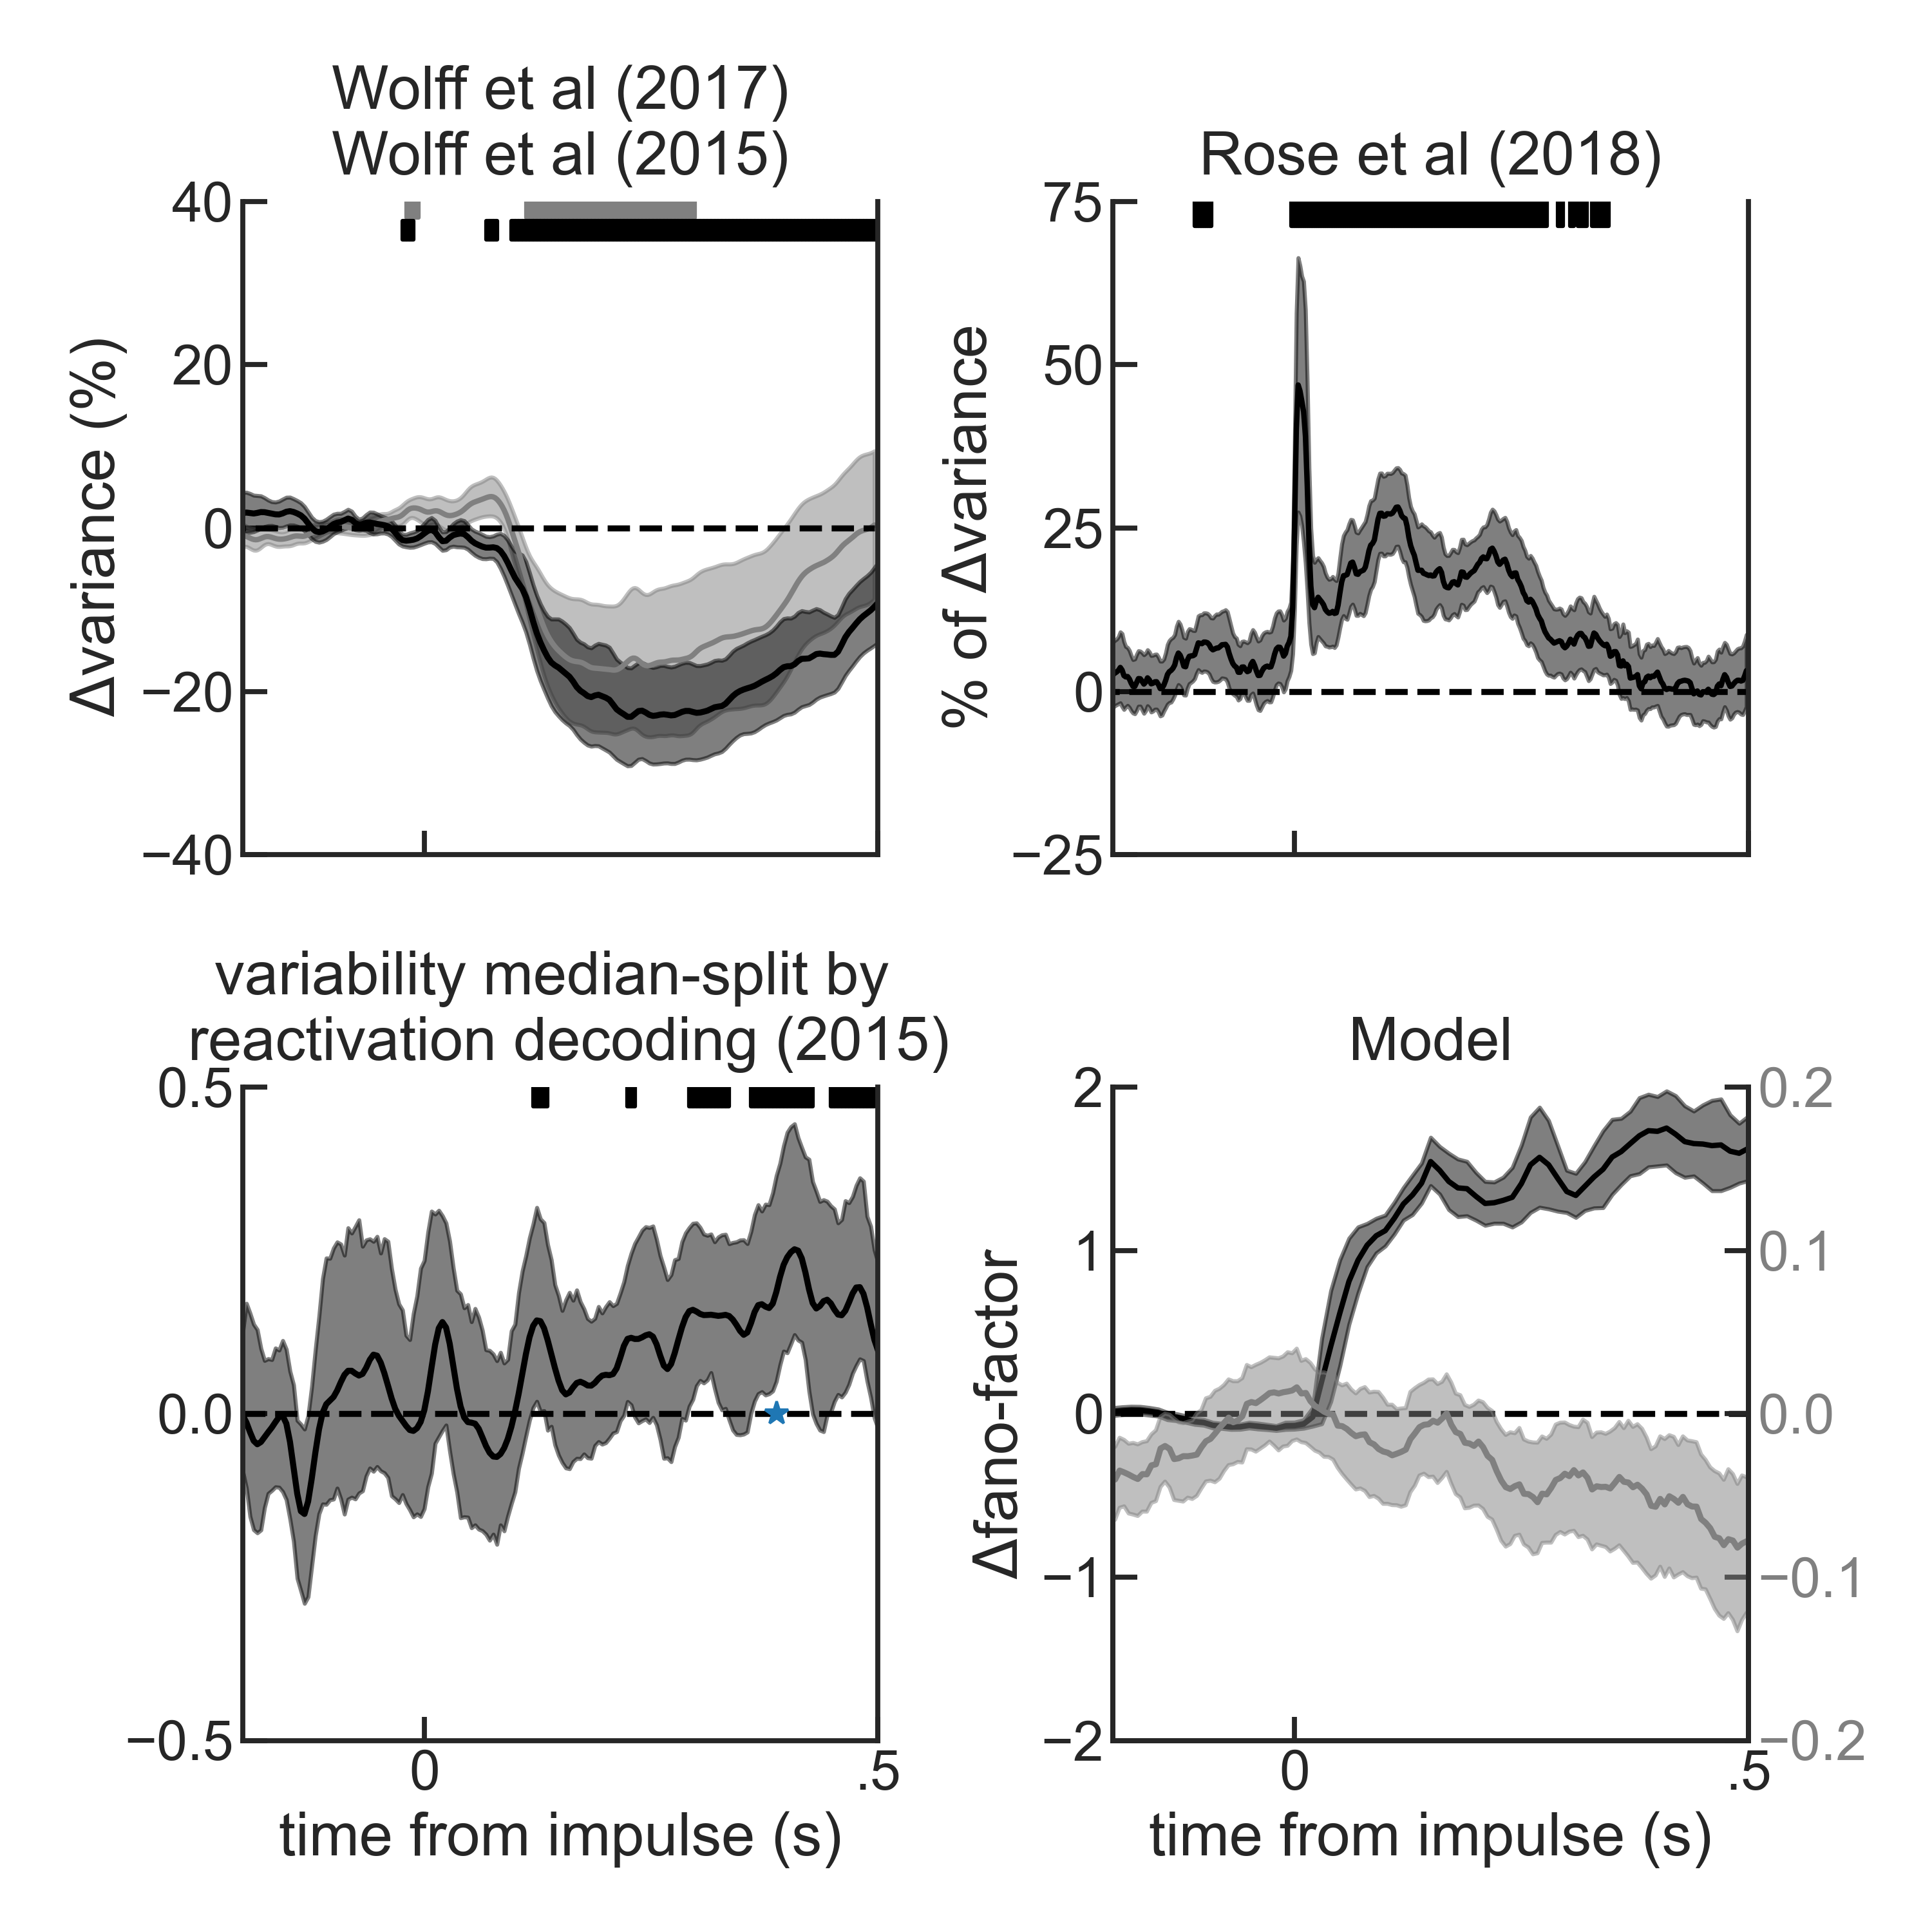 Wolff et al (2017)
Wolff et al (2015)
40
20
0
−20
−40
Δvariance (%)
Rose et al (2018)
75
50
25
0
−25
% of Δvariance
variability median-split by
reactivation decoding (2015)
0.5
0.0
−0.5
0
.5
time from impulse (s)
Model
2
1
0
−1
−2
Δfano-factor
0.2
0.1
0.0
−0.1
−0.2
0
.5
time from impulse (s)